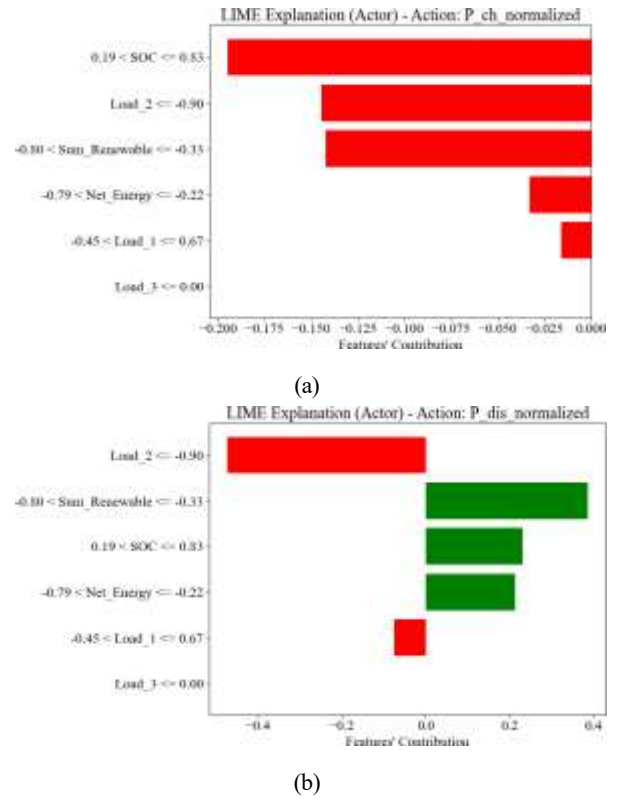 LIME Explanation (Actor) - Action: P_ch_normalized
0.19 < SOC <= 0.83
Load_2 <= -0.90
-0.80 < Sum_Renewable <= -0.33
-0.79 < Net_Energy <= -0.22
-0.45 < Load_1 <= 0.67
Load_3 <= 0.00
−0.200 −0.175 −0.150 −0.125 −0.100 −0.075 −0.050 −0.025 0.000
Features' Contribution
(a)
LIME Explanation (Actor) - Action: P_dis_normalized
Load_2 <= -0.90
-0.80 < Sum_Renewable <= -0.33
0.19 < SOC <= 0.83
-0.79 < Net_Energy <= -0.22
-0.45 < Load_1 <= 0.67
Load_3 <= 0.00
−0.4 −0.2 0.0 0.2 0.4
Features' Contribution
(b)